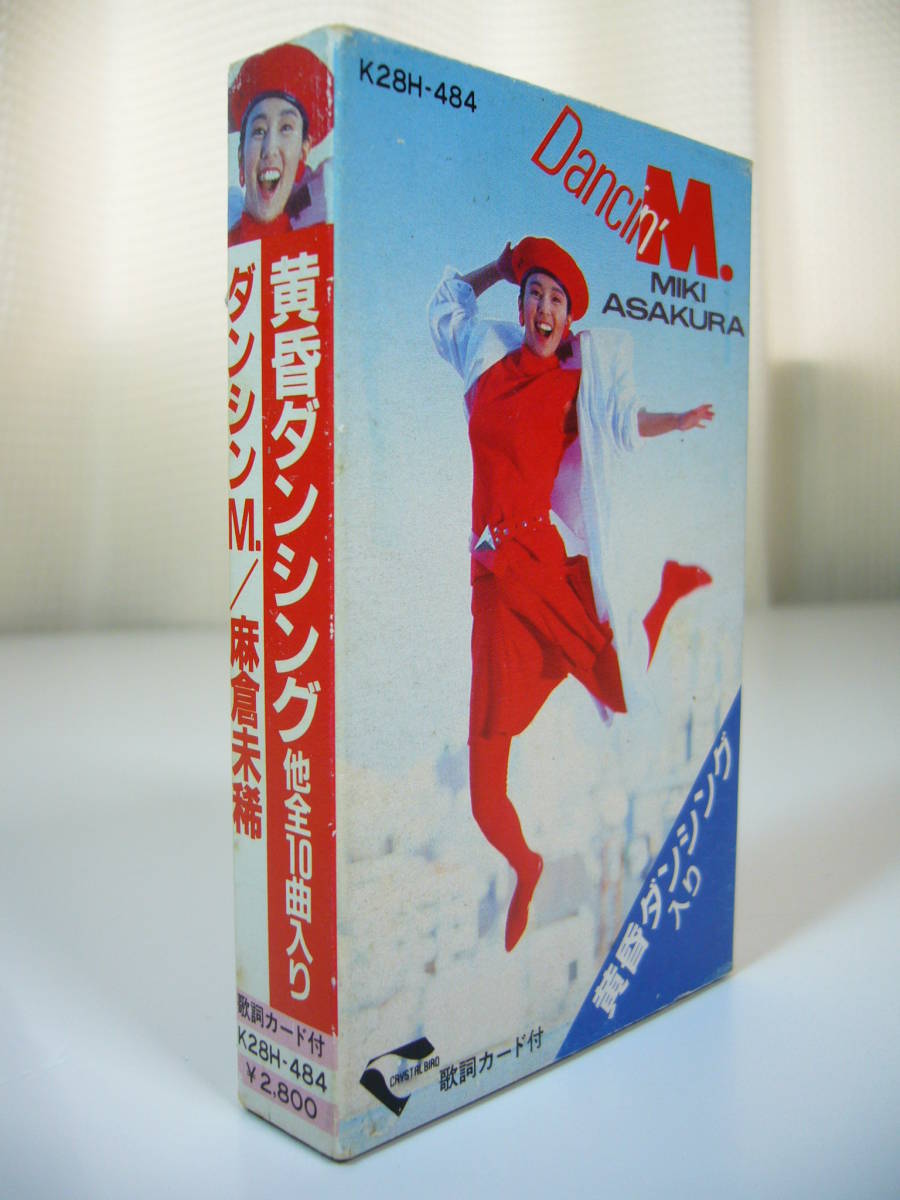 K28H-484
Dancin' M.
MIKI
ASAKURA
黄昏ダンシング
入り
CRYSTALBIRD
歌詞カード付
黄昏ダンシング 他全10曲入り
ダンシンM./麻倉未稀
歌詞カード付
K28H-484
¥2,800